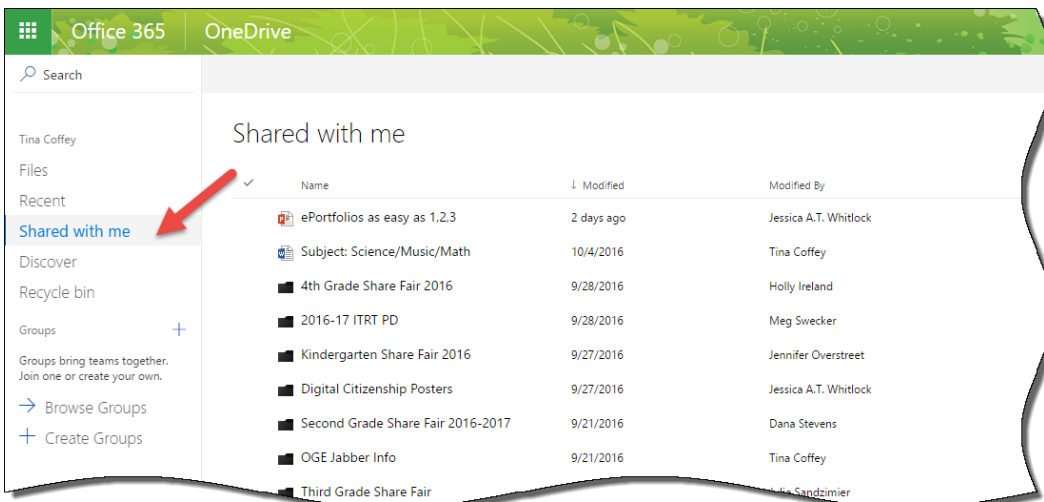 Office 365 OneDrive
Search
Tina Coffey
Files
Recent
Shared with me
Discover
Recycle bin
Groups +
Groups bring teams together.
Join one or create your own.
Browse Groups
Create Groups
Shared with me
Name Modified Modified By
ePortfolios as easy as 1,2,3 2 days ago Jessica A.T. Whitlock
Subject: Science/Music/Math 10/4/2016 Tina Coffey
4th Grade Share Fair 2016 9/28/2016 Holly Ireland
2016-17 ITRT PD 9/28/2016 Meg Swecker
Kindergarten Share Fair 2016 9/27/2016 Jennifer Overstreet
Digital Citizenship Posters 9/27/2016 Jessica A.T. Whitlock
Second Grade Share Fair 2016-2017 9/21/2016 Dana Stevens
OGE Jabber Info 9/21/2016 Tina Coffey
Third Grade Share Fair Sandzimier